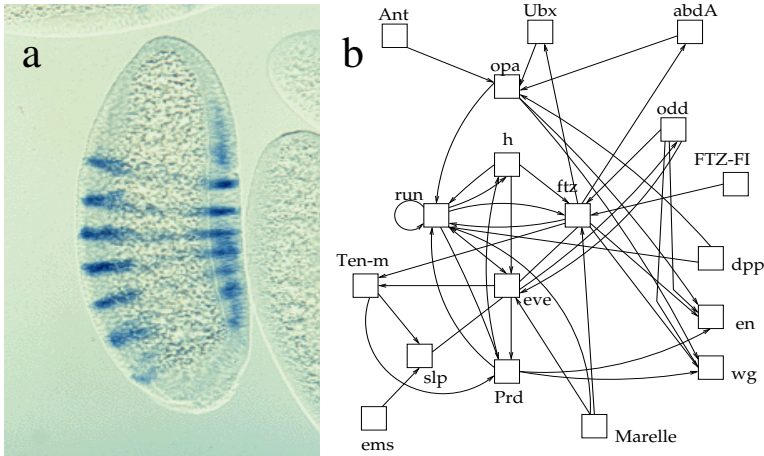 a
b
Ant
Ubx
abdA
opa
odd
h
FTZ-FI
run
ftz
Ten-m
dpp
eve
en
slp
wg
Prd
ems
Marelle